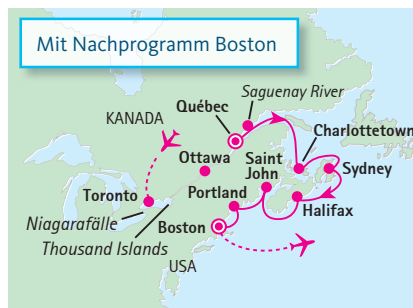 Mit Nachprogramm Boston
Saguenay River
Québec
KANADA
Charlottetown
Ottawa
Saint
John
Sydney
Toronto
Portland
Halifax
Niagarafälle
Boston
Thousand Islands
USA